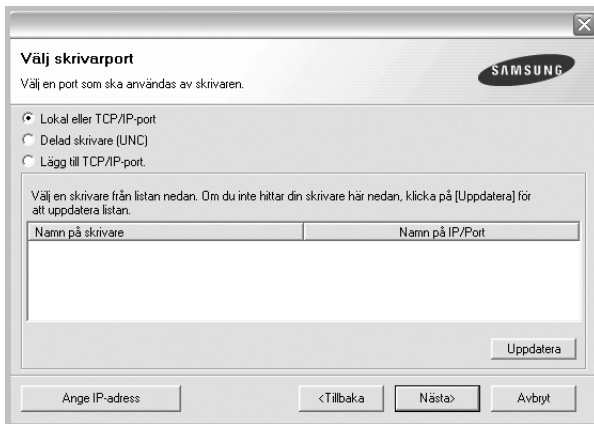 Välj skrivarport
Välj en port som ska användas av skrivaren.
SAMSUNG
Lokal eller TCP/IP-port
Delad skrivare (UNC)
Lägg till TCP/IP-port.
Välj en skrivare från listan nedan. Om du inte hittar din skrivare här nedan, klicka på [Uppdatera] för
att uppdatera listan.
Namn på skrivare Namn på IP/Port
Uppdatera
Ange IP-adress <Tillbaka Nästa> Avbryt